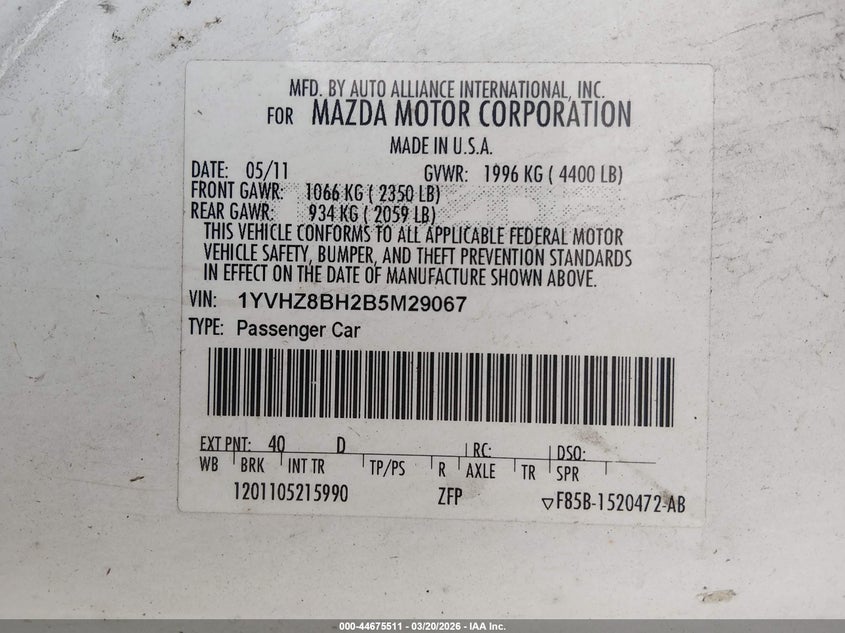 MFD. BY AUTO ALLIANCE INTERNATIONAL, INC.
FOR MAZDA MOTOR CORPORATION
MADE IN U.S.A.
DATE: 05/11 GVWR: 1996 KG ( 4400 LB)
FRONT GAWR: 1066 KG ( 2350 LB)
REAR GAWR: 934 KG ( 2059 LB)
THIS VEHICLE CONFORMS TO ALL APPLICABLE FEDERAL MOTOR
VEHICLE SAFETY, BUMPER, AND THEFT PREVENTION STANDARDS
IN EFFECT ON THE DATE OF MANUFACTURE SHOWN ABOVE.
VIN: 1YVHZ8BH2B5M29067
TYPE: Passenger Car
EXT PNT: 40 D RC: DSO:
WB BRK INT TR TP/PS R AXLE TR SPR
1201105215990 ZFP ▽F85B-1520472-AB
000-44675511 - 03/20/2026 - IAA Inc.